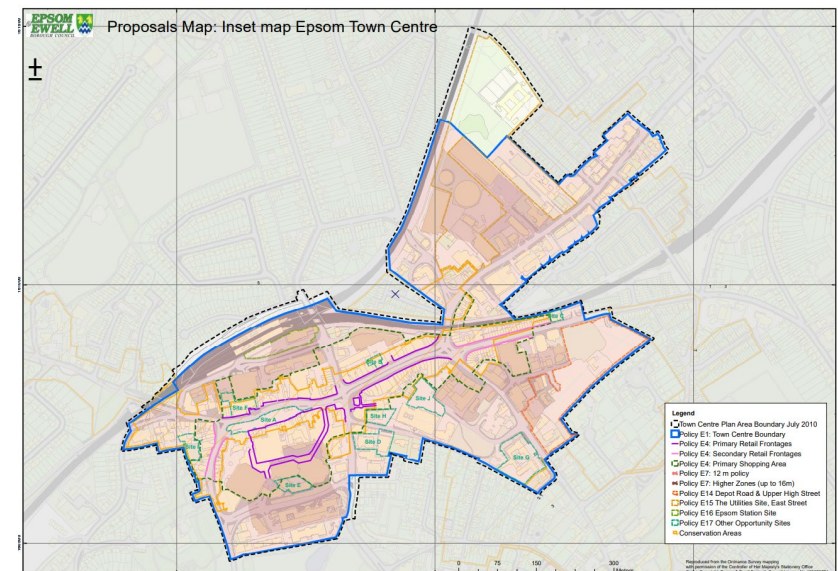 EPSOM
EWELL
BOROUGH COUNCIL
Proposals Map: Inset map Epsom Town Centre
Site B
Site F
Site A
Site J
Site H
Site D
Site G
Site E
Legend
Town Centre Plan Area Boundary July 2010
Policy E1: Town Centre Boundary
Policy E4: Primary Retail Frontages
Policy E4: Secondary Retail Frontages
Policy E4: Primary Shopping Area
Policy E7: 12 m policy
Policy E7: Higher Zones (up to 16m)
Policy E14 Depot Road & Upper High Street
Policy E15 The Utilities Site, East Street
Policy E16 Epsom Station Site
Policy E17 Other Opportunity Sites
Conservation Areas
0 75 150 300
Reproduced from the Ordnance Survey mapping
with permission of the Controller of Her Majesty's Stationery Office